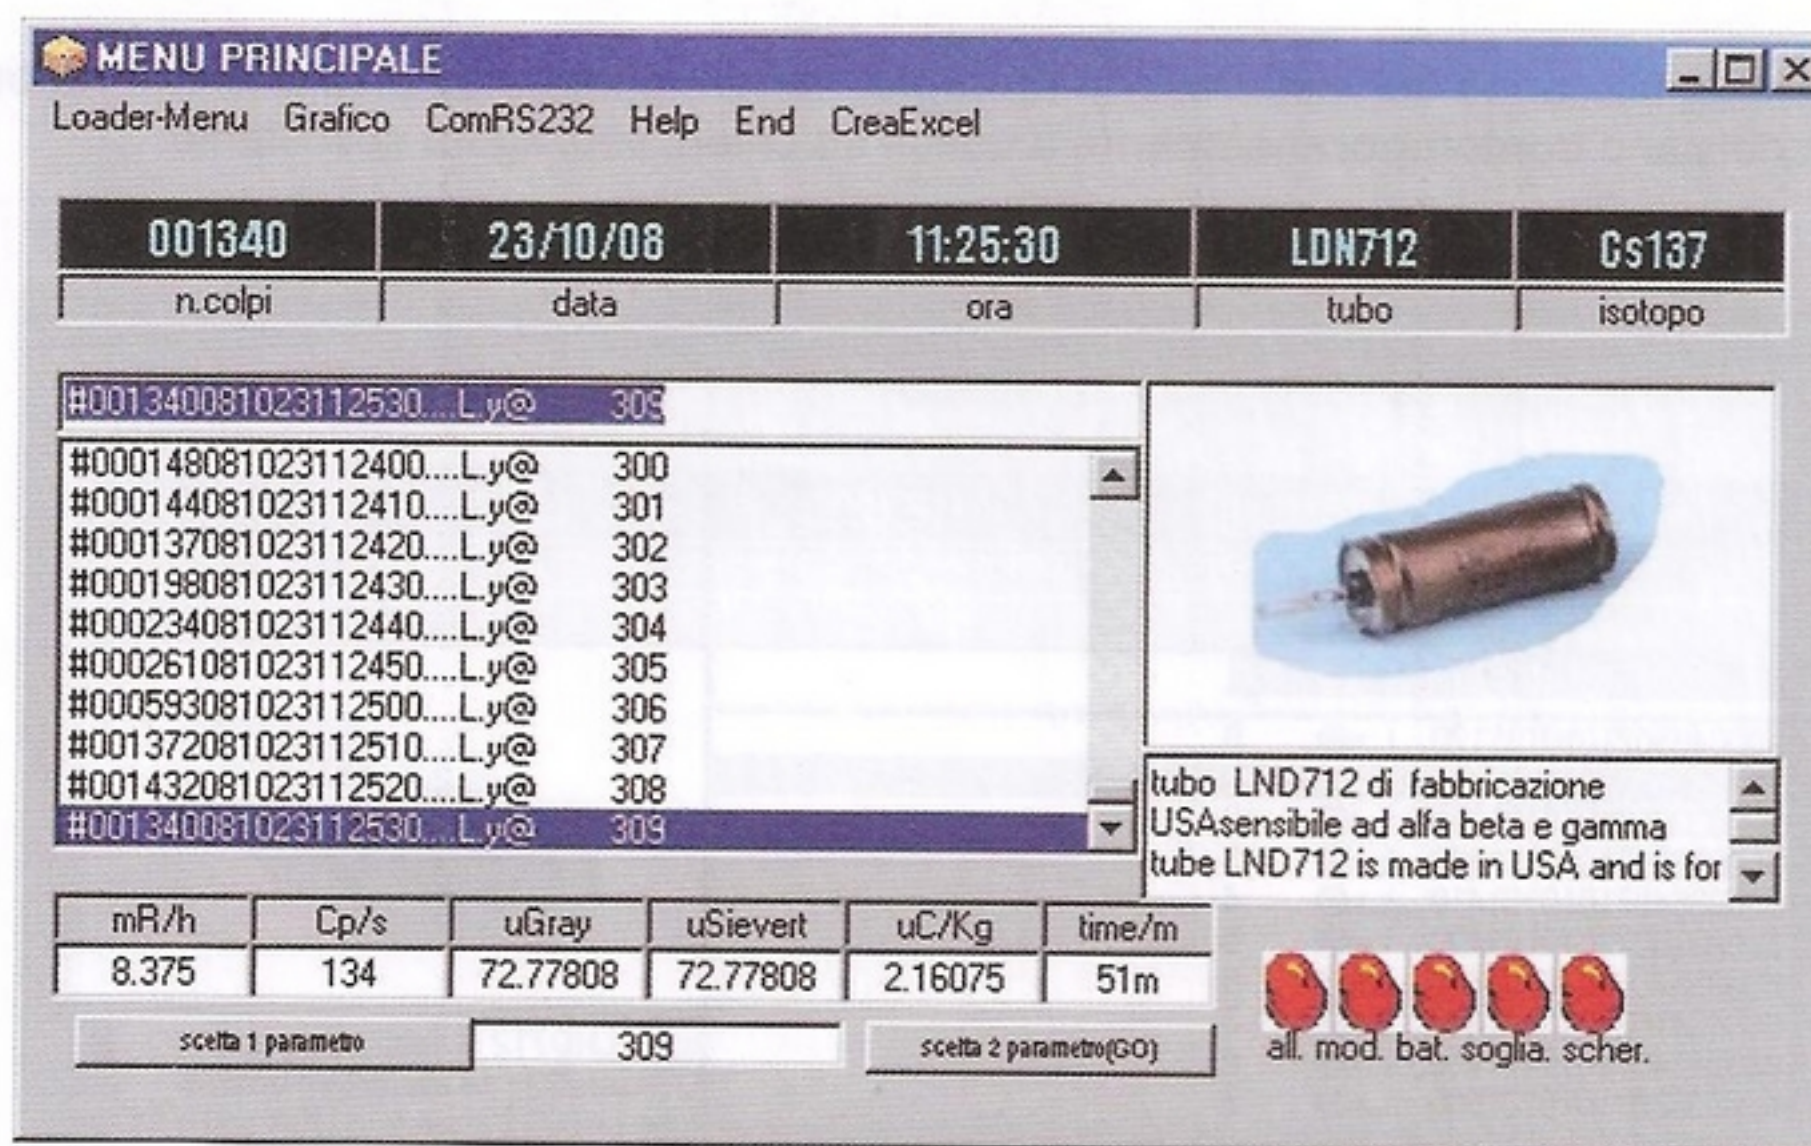 MENU PRINCIPALE
Loader-Menu Grafico ComRS232 Help End CreaExcel
001340 23/10/08 11:25:30 LDN712 Cs137
n.colpi data ora tubo isotopo
#001340081023112530....L.y@ 309
#000148081023112400....L.y@ 300
#000144081023112410....L.y@ 301
#000137081023112420....L.y@ 302
#000198081023112430....L.y@ 303
#000234081023112440....L.y@ 304
#000261081023112450....L.y@ 305
#000593081023112500....L.y@ 306
#001372081023112510....L.y@ 307
#001432081023112520....L.y@ 308
#001340081023112530....L.y@ 309
tubo LND712 di fabbricazione
USAsensibile ad alfa beta e gamma
tube LND712 is made in USA and is for
mR/h Cp/s uGray uSievert uC/Kg time/m
8.375 134 72.77808 72.77808 2.16075 51m
scelta 1 parametro 309 scelta 2 parametro(GO)
all. mod. bat. soglia. scher.